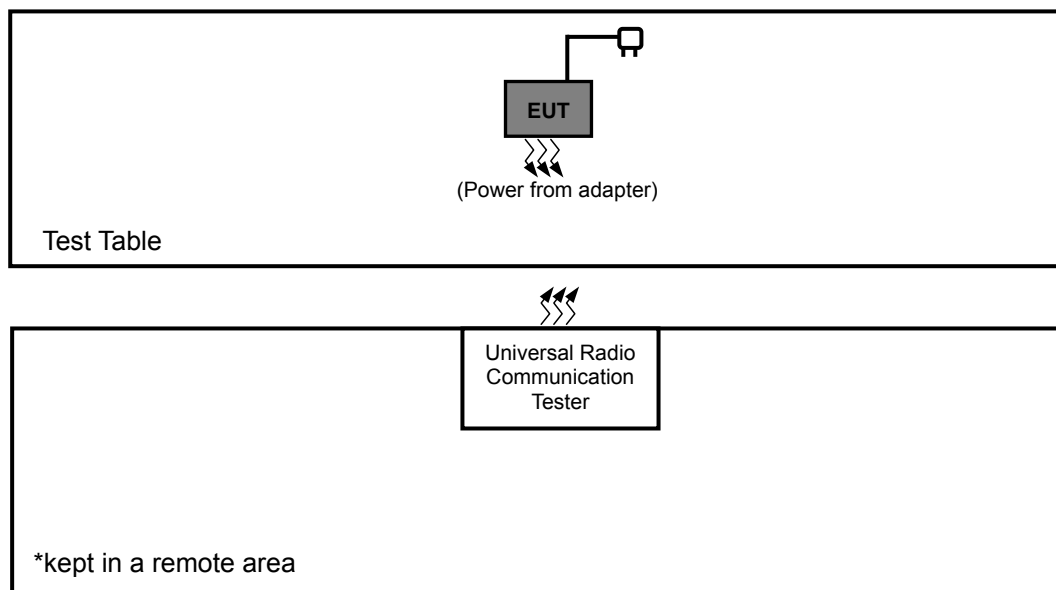 EUT
(Power from adapter)
Test Table
Universal Radio
Communication
Tester
*kept in a remote area